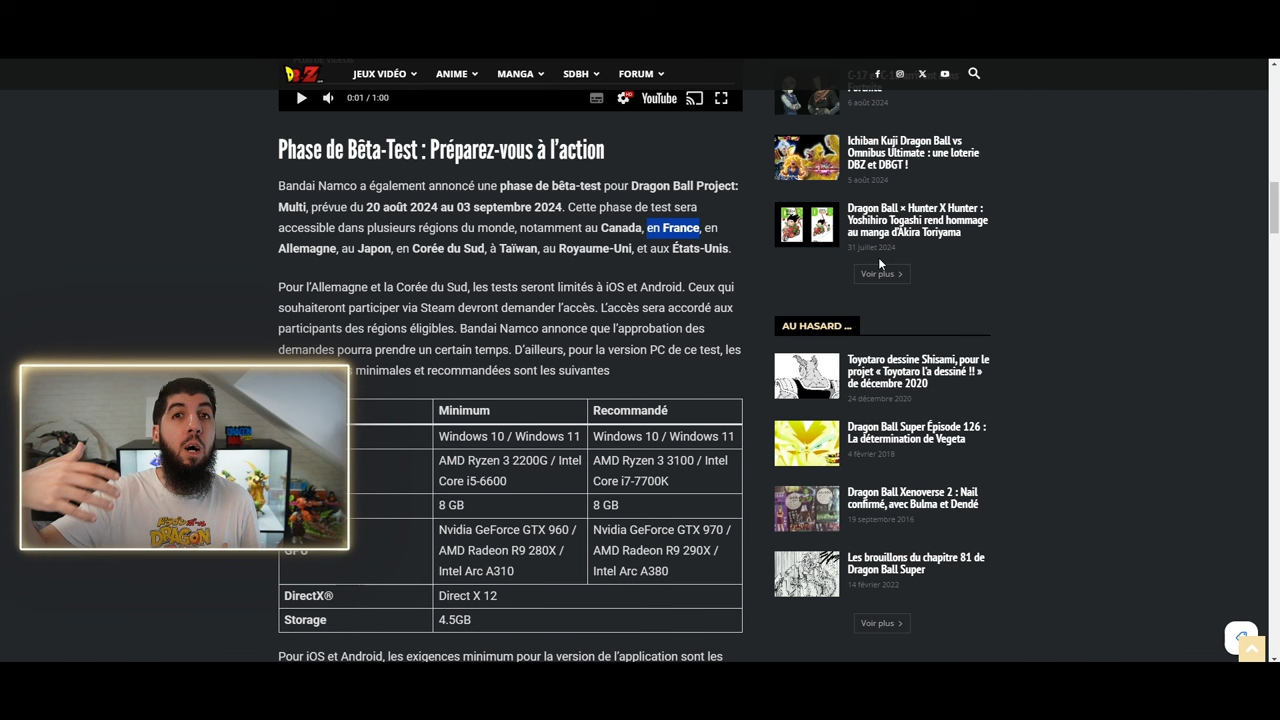 JEUX VIDÉO
ANIME
MANGA
SDBH
FORUM
0:01 / 1:00
YouTube
Phase de Bêta-Test : Préparez-vous à l'action
Bandai Namco a également annoncé une phase de bêta-test pour Dragon Ball Project:
Multi, prévue du 20 août 2024 au 03 septembre 2024. Cette phase de test sera
accessible dans plusieurs régions du monde, notamment au Canada, en France, en
Allemagne, au Japon, en Corée du Sud, à Taïwan, au Royaume-Uni, et aux États-Unis.
Pour l'Allemagne et la Corée du Sud, les tests seront limités à iOS et Android. Ceux qui
souhaiteront participer via Steam devront demander l'accès. L'accès sera accordé aux
participants des régions éligibles. Bandai Namco annonce que l'approbation des
demandes pourra prendre un certain temps. D'ailleurs, pour la version PC de ce test, les
minimales et recommandées sont les suivantes
Minimum
Recommandé
Windows 10 / Windows 11
Windows 10 / Windows 11
AMD Ryzen 3 2200G / Intel
Core i5-6600
AMD Ryzen 3 3100 / Intel
Core i7-7700K
8 GB
8 GB
Nvidia GeForce GTX 960 /
AMD Radeon R9 280X /
Intel Arc A310
Nvidia GeForce GTX 970 /
AMD Radeon R9 290X /
Intel Arc A380
DirectX®
Direct X 12
Storage
4.5GB
Pour iOS et Android, les exigences minimum pour la version de l'application sont les
6 août 2024
Ichiban Kuji Dragon Ball vs
Omnibus Ultimate : une loterie
DBZ et DBGT !
5 août 2024
Dragon Ball × Hunter X Hunter :
Yoshihiro Togashi rend hommage
au manga d'Akira Toriyama
31 juillet 2024
Voir plus
AU HASARD ...
Toyotaro dessine Shisami, pour le
projet « Toyotaro l'a dessiné !! »
de décembre 2020
24 décembre 2020
Dragon Ball Super Épisode 126 :
La détermination de Vegeta
4 février 2018
Dragon Ball Xenoverse 2 : Nail
confirmé, avec Bulma et Dendé
19 septembre 2016
Les brouillons du chapitre 81 de
Dragon Ball Super
14 février 2022
Voir plus
DRAGON